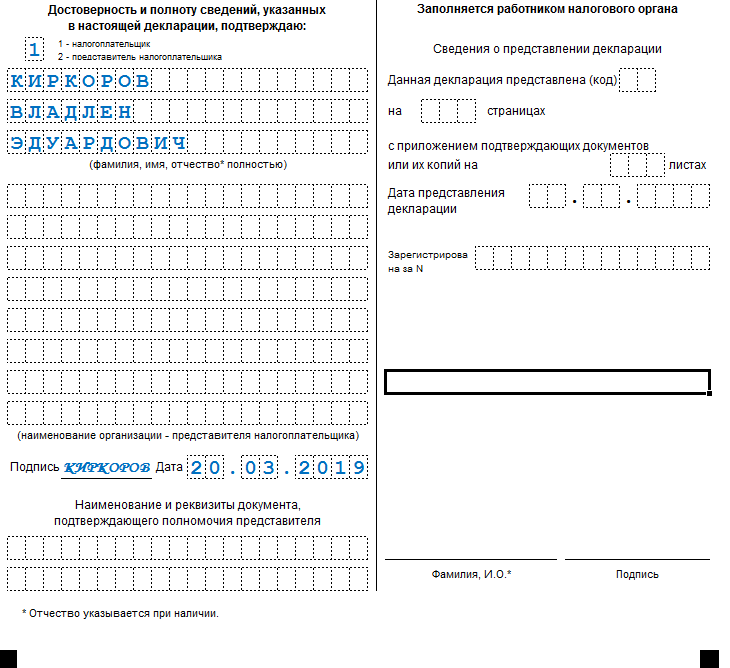 Достоверность и полноту сведений, указанных
в настоящей декларации, подтверждаю:
1
1 - налогоплательщик
2 - представитель налогоплательщика
КИРКОРОВ
ВЛАДЛЕН
ЭДУАРДОВИЧ
(фамилия, имя, отчество* полностью)
(наименование организации - представителя налогоплательщика)
Подпись КИРКОРОВ Дата 20.03.2019
Наименование и реквизиты документа,
подтверждающего полномочия представителя
* Отчество указывается при наличии.
Заполняется работником налогового органа
Сведения о представлении декларации
Данная декларация представлена (код)
на страницах
с приложением подтверждающих документов
или их копий на листах
Дата представления . .
декларации
Зарегистрирова
на за N
Фамилия, И.О.* Подпись